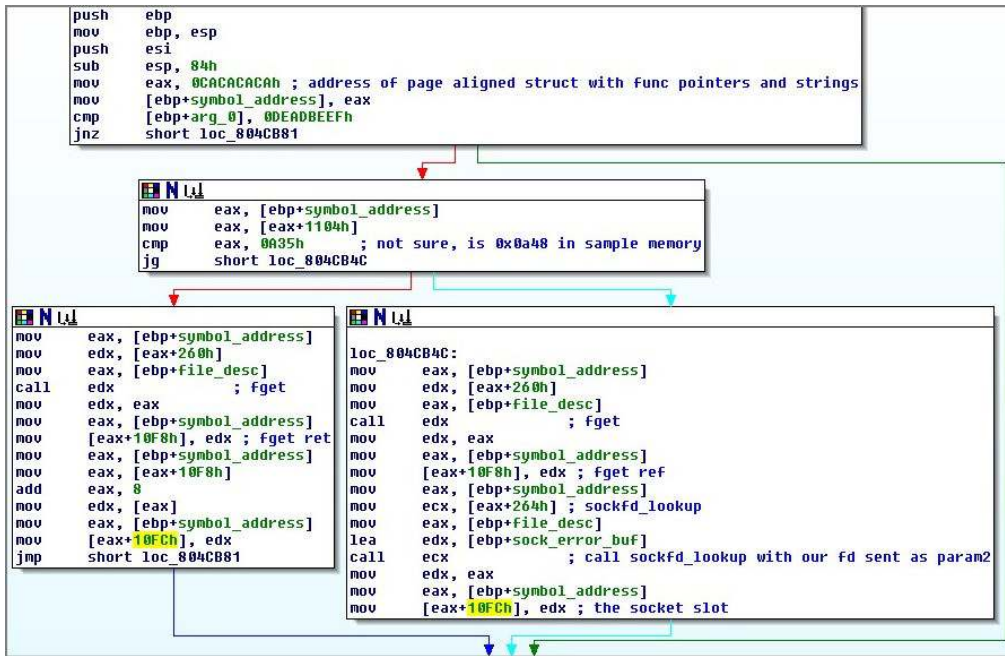 push ebp
mov ebp, esp
push esi
sub esp, 84h
mov eax, 0CACACACAh ; address of page aligned struct with func pointers and strings
mov [ebp+symbol_address], eax
cmp [ebp+arg_0], 0DEADBEEFh
jnz short loc_804CB81
N
mov eax, [ebp+symbol_address]
mov eax, [eax+1104h]
cmp eax, 0A35h ; not sure, is 0x0a48 in sample memory
jg short loc_804CB4C
N
mov eax, [ebp+symbol_address]
mov edx, [eax+260h]
mov eax, [ebp+file_desc]
call edx ; fget
mov edx, eax
mov eax, [ebp+symbol_address]
mov [eax+10F8h], edx ; fget ret
mov eax, [ebp+symbol_address]
mov eax, [eax+10F8h]
add eax, 8
mov edx, [eax]
mov eax, [ebp+symbol_address]
mov [eax+10FCh], edx
jmp short loc_804CB81
N
loc_804CB4C:
mov eax, [ebp+symbol_address]
mov edx, [eax+260h]
mov eax, [ebp+file_desc]
call edx ; fget
mov edx, eax
mov eax, [ebp+symbol_address]
mov [eax+10F8h], edx ; fget ref
mov eax, [ebp+symbol_address]
mov ecx, [eax+264h] ; sockfd_lookup
mov eax, [ebp+file_desc]
lea edx, [ebp+sock_error_buf]
call ecx ; call sockfd_lookup with our fd sent as param2
mov edx, eax
mov eax, [ebp+symbol_address]
mov [eax+10FCh], edx ; the socket slot